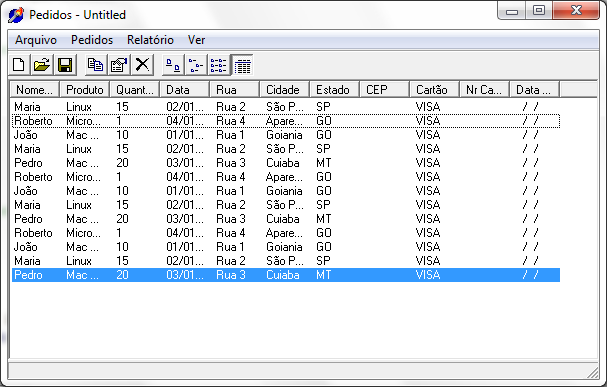 Pedidos - Untitled
Arquivo Pedidos Relatório Ver
Nome... Produto Quant... Data Rua Cidade Estado CEP Cartão Nr Ca... Data ...
Maria Linux 15 02/01... Rua 2 São P... SP VISA / /
Roberto Micro... 1 04/01... Rua 4 Apare... GO VISA / /
João Mac ... 10 01/01... Rua 1 Goiania GO VISA / /
Maria Linux 15 02/01... Rua 2 São P... SP VISA / /
Pedro Mac ... 20 03/01... Rua 3 Cuiaba MT VISA / /
Roberto Micro... 1 04/01... Rua 4 Apare... GO VISA / /
João Mac ... 10 01/01... Rua 1 Goiania GO VISA / /
Maria Linux 15 02/01... Rua 2 São P... SP VISA / /
Pedro Mac ... 20 03/01... Rua 3 Cuiaba MT VISA / /
Roberto Micro... 1 04/01... Rua 4 Apare... GO VISA / /
João Mac ... 10 01/01... Rua 1 Goiania GO VISA / /
Maria Linux 15 02/01... Rua 2 São P... SP VISA / /
Pedro Mac ... 20 03/01... Rua 3 Cuiaba MT VISA / /